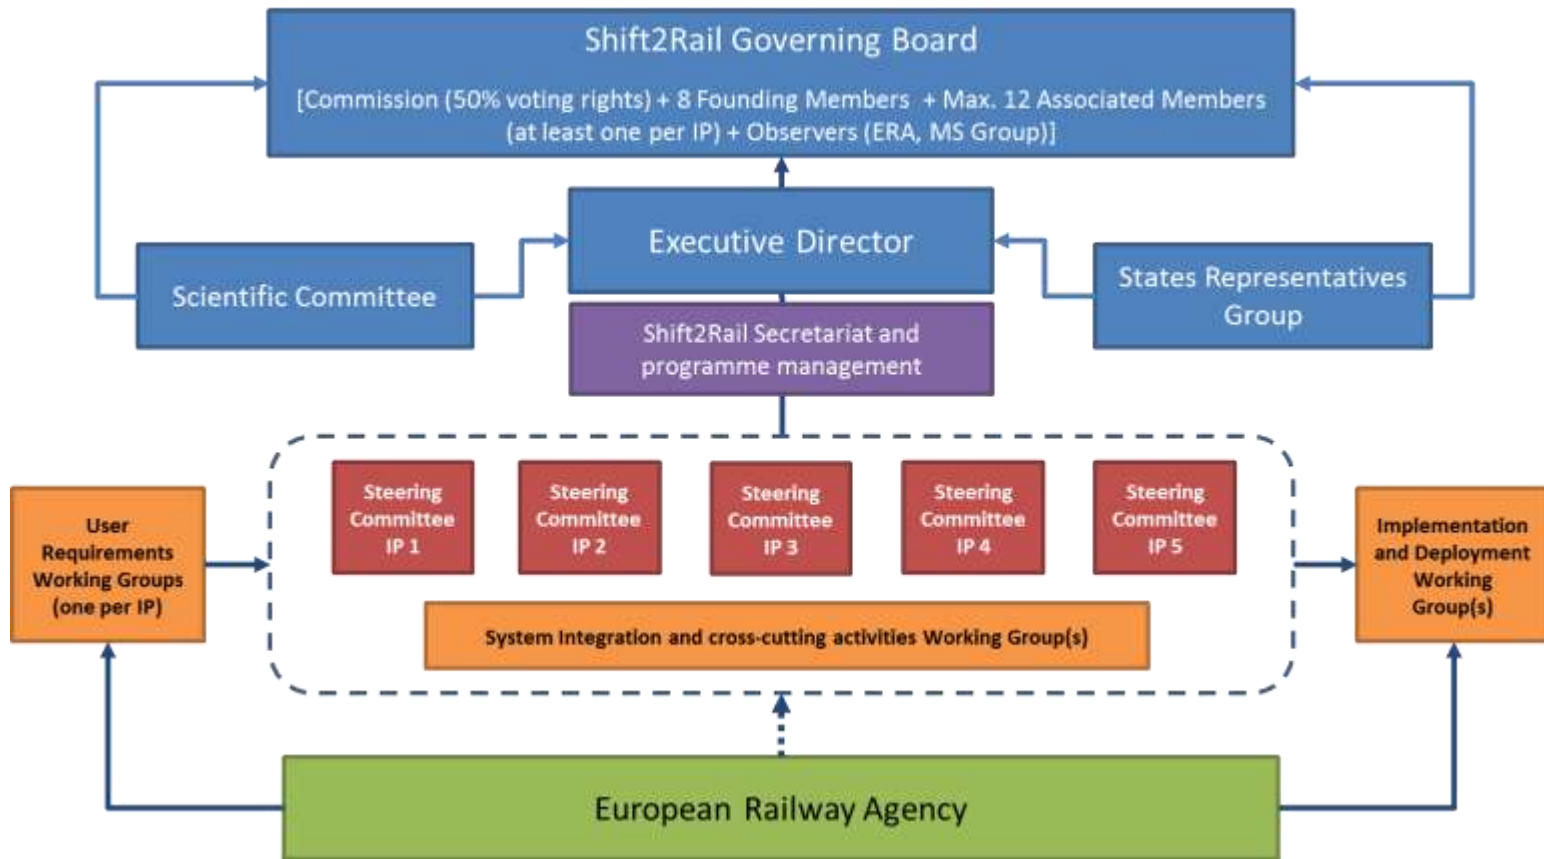 Shift2Rail Governing Board
[Commission (50% voting rights) + 8 Founding Members + Max. 12 Associated Members
(at least one per IP) + Observers (ERA, MS Group)]
Executive Director
Scientific Committee
States Representatives
Group
Shift2Rail Secretariat and
programme management
Steering
Committee
IP 1
Steering
Committee
IP 2
Steering
Committee
IP 3
Steering
Committee
IP 4
Steering
Committee
IP 5
User
Requirements
Working Groups
(one per IP)
Implementation
and Deployment
Working
Group(s)
System Integration and cross-cutting activities Working Group(s)
European Railway Agency